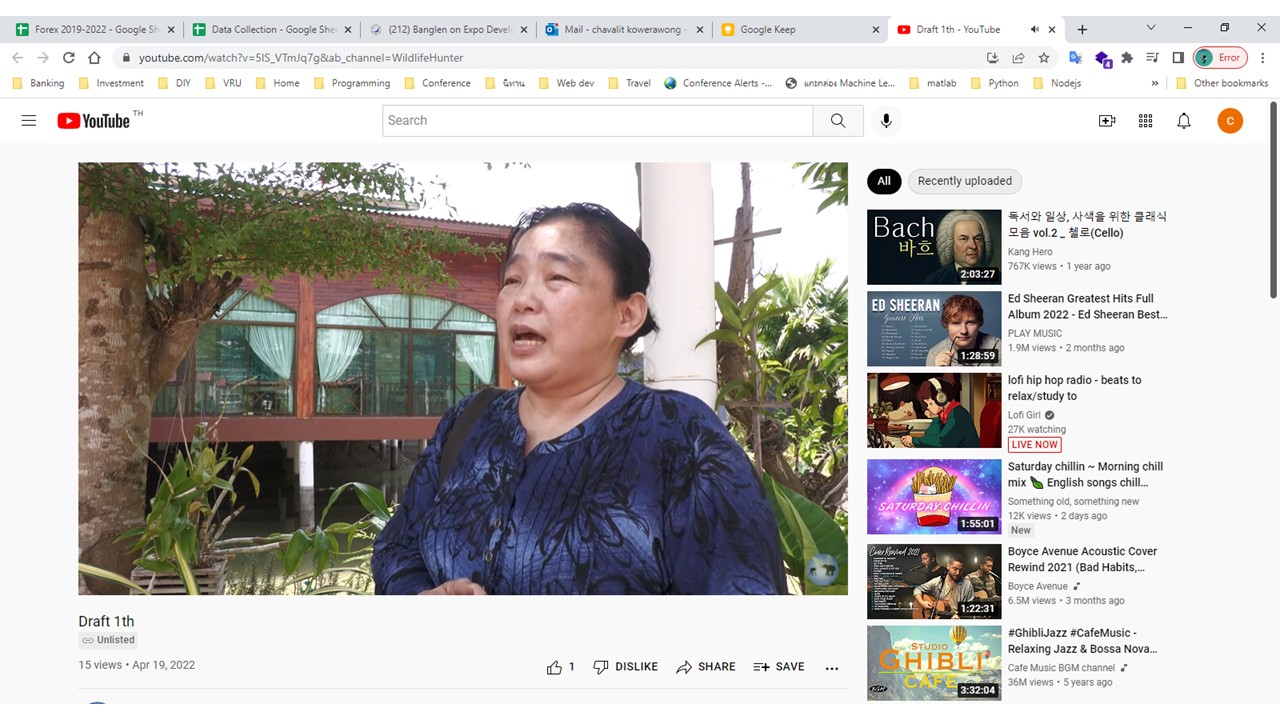 Forex 2019-2022 - Google Sh
Data Collection - Google Shee
(212) Banglen on Expo Devel
Mail - chavalit kowerawong -
Google Keep
Draft 1th - YouTube
youtube.com/watch?v=5IS_VTmJq7g&ab_channel=WildlifeHunter
4
Error
Banking
Investment
DIY
VRU
Home
Programming
Conference
นิทาน
Web dev
Travel
Conference Alerts -...
แทรกสอง Machine Le...
matlab
Python
Nodejs
»
Other bookmarks
YouTube TH
Search
C
All
Recently uploaded
Bach
바흐
2:03:27
독서와 일상, 사색을 위한 클래식
모음 vol.2 _ 첼로(Cello)
Kang Hero
767K views • 1 year ago
ED SHEERAN
Greatest Hits
1:28:59
Ed Sheeran Greatest Hits Full
Album 2022 - Ed Sheeran Best...
PLAY MUSIC
1.9M views • 2 months ago
lofi hip hop radio - beats to
relax/study to
Lofi Girl
27K watching
LIVE NOW
SATURDAY CHILLIN
1:55:01
Saturday chillin ~ Morning chill
mix 🍃 English songs chill...
Something old, something new
12K views • 2 days ago
New
Cover Rewind 2021
1:22:31
Boyce Avenue Acoustic Cover
Rewind 2021 (Bad Habits,...
Boyce Avenue
6.5M views • 3 months ago
STUDIO
GHIBLI
CAFE
BGM
3:32:04
#GhibliJazz #CafeMusic -
Relaxing Jazz & Bossa Nova...
Cafe Music BGM channel
36M views • 5 years ago
Draft 1th
Unlisted
15 views • Apr 19, 2022
1
DISLIKE
SHARE
SAVE
...